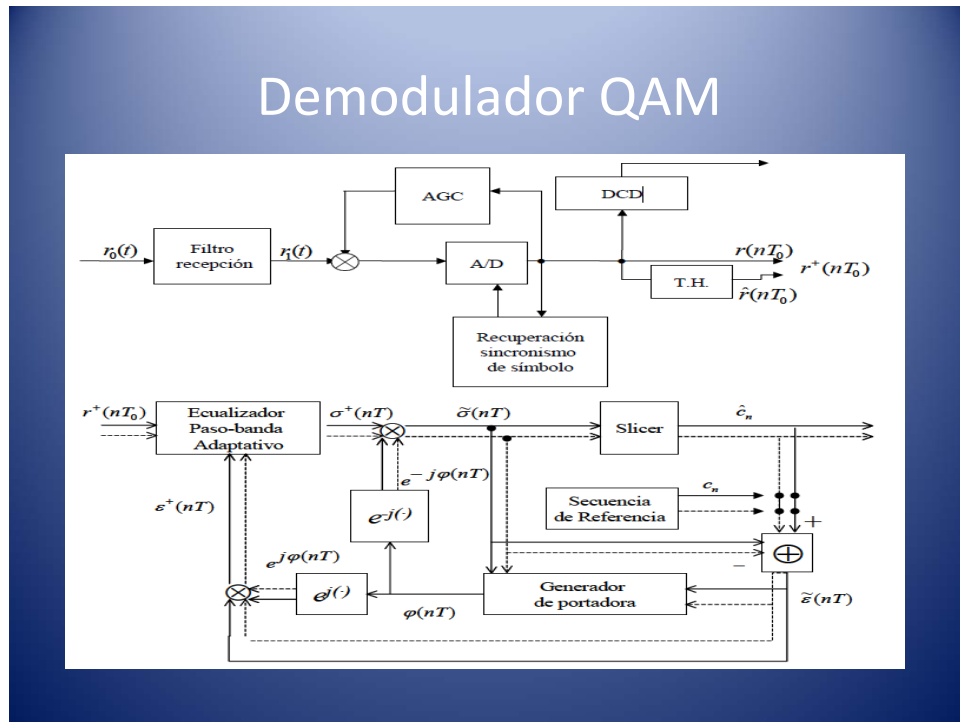 Demodulador QAM
AGC
DCD
r₀(t)
Filtro
recepción
r₁(t)
A/D
r(nT₀)
r⁺(nT₀)
T.H.
r̂(nT₀)
Recuperación
sincronismo
de símbolo
r⁺(nT₀)
Ecualizador
Paso-banda
Adaptativo
σ⁺(nT)
σ̃(nT)
Slicer
ĉₙ
e⁻ʲᵠ⁽ⁿᵀ⁾
ε⁺(nT)
e⁻ʲ⁽·⁾
Secuencia
de Referencia
cₙ
+
−
eʲᵠ⁽ⁿᵀ⁾
eʲ⁽·⁾
φ(nT)
Generador
de portadora
ε̃(nT)